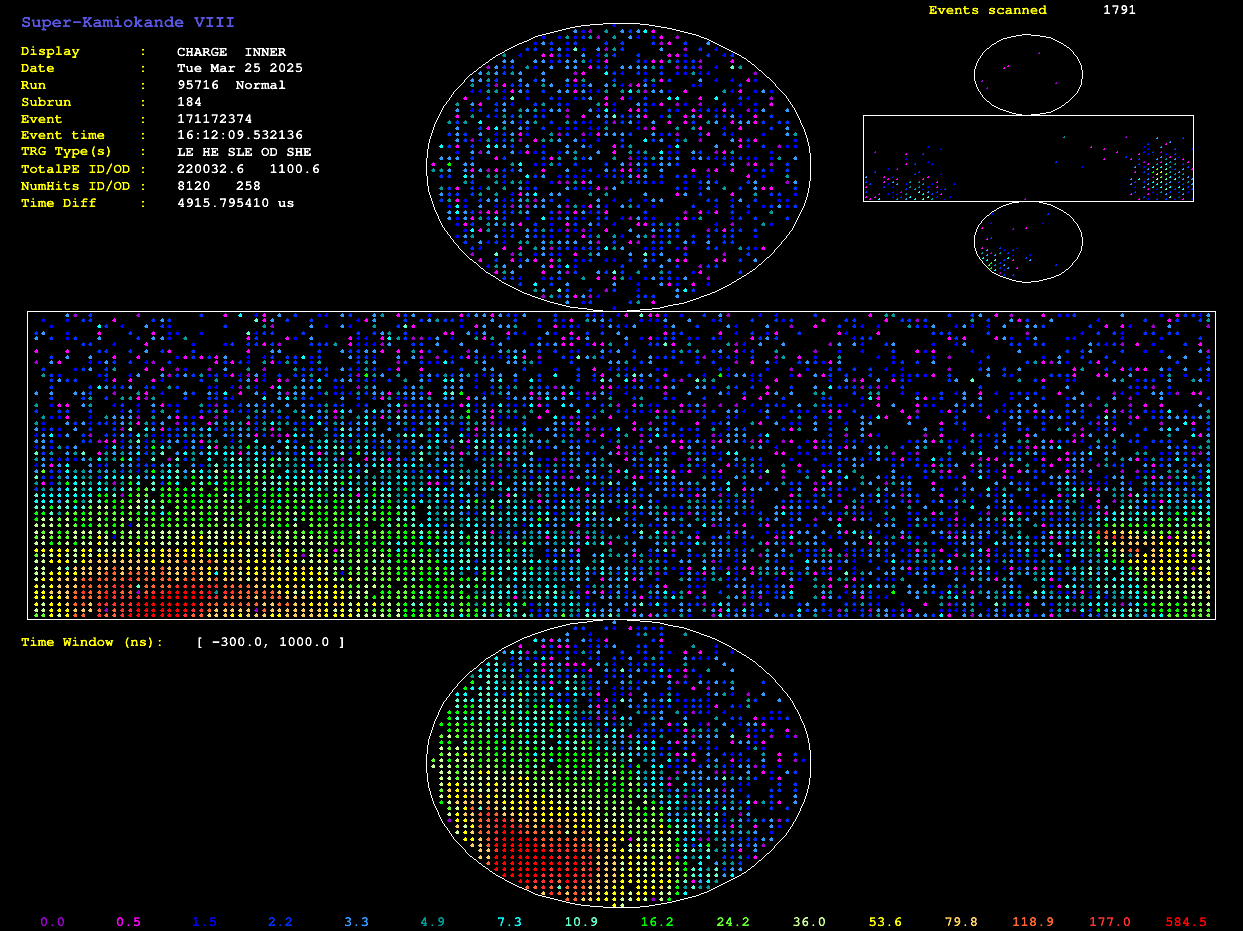 Super-Kamiokande VIII
Events scanned 1791
Display : CHARGE INNER
Date : Tue Mar 25 2025
Run : 95716 Normal
Subrun : 184
Event : 171172374
Event time : 16:12:09.532136
TRG Type(s) : LE HE SLE OD SHE
TotalPE ID/OD : 220032.6 1100.6
NumHits ID/OD : 8120 258
Time Diff : 4915.795410 us
Time Window (ns): [ -300.0, 1000.0 ]
0.0 0.5 1.5 2.2 3.3 4.9 7.3 10.9 16.2 24.2 36.0 53.6 79.8 118.9 177.0 584.5